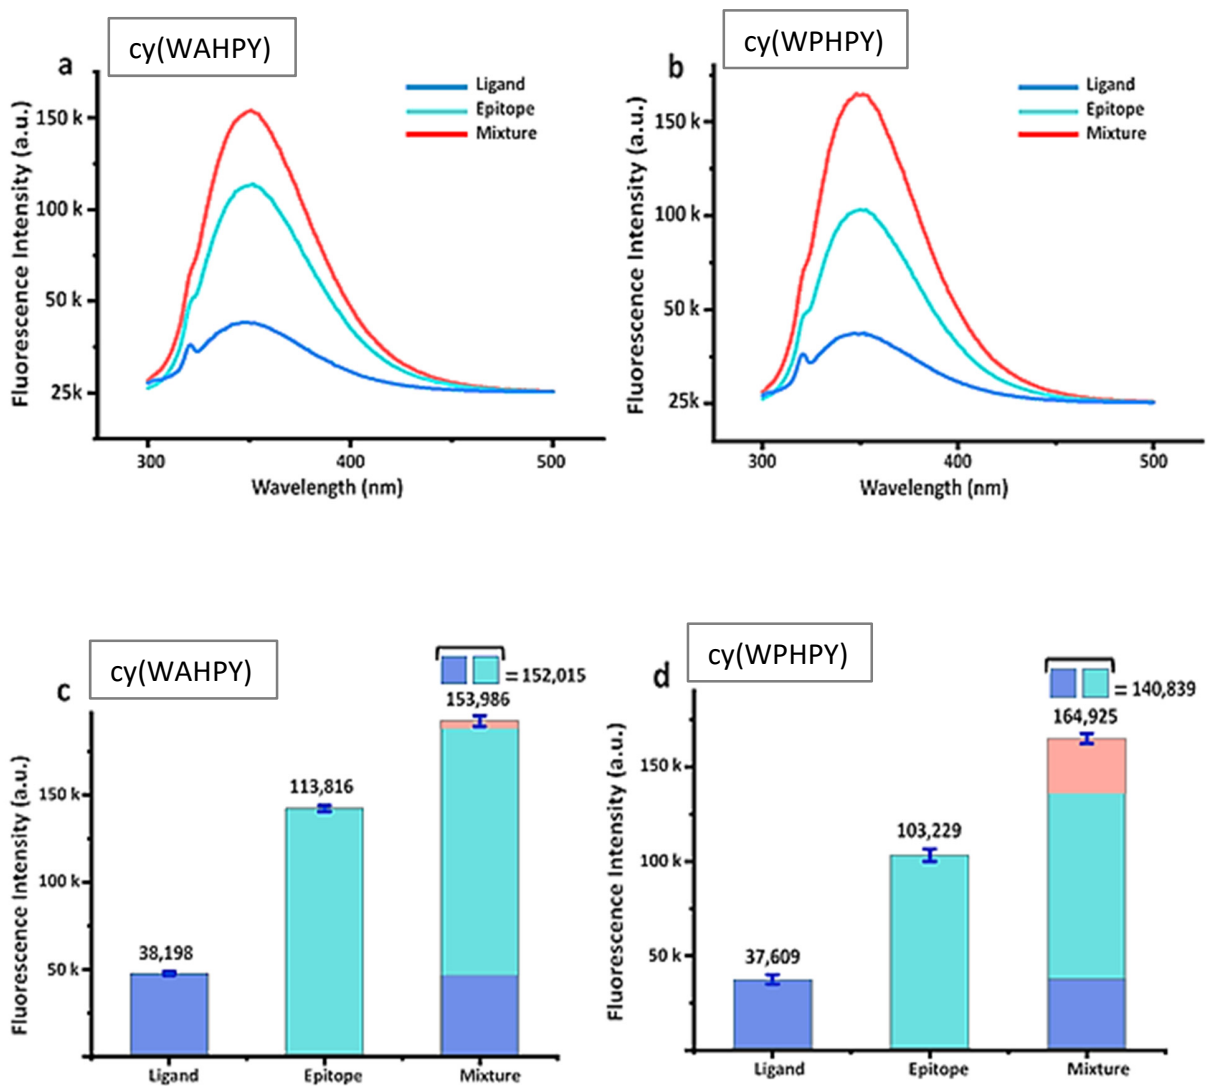 cy(WAHPY)
a
Ligand
Epitope
Mixture
150 k
100 k
50 k
25k
300
400
500
Wavelength (nm)
Fluorescence Intensity (a.u.)
cy(WPHPY)
b
Ligand
Epitope
Mixture
150 k
100 k
50 k
25k
300
400
500
Wavelength (nm)
Fluorescence Intensity (a.u.)
cy(WAHPY)
c
= 152,015
153,986
113,816
38,198
150 k
100 k
50 k
Ligand
Epitope
Mixture
Fluorescence Intensity (a.u.)
cy(WPHPY)
d
= 140,839
164,925
103,229
37,609
150 k
100 k
50 k
Ligand
Epitope
Mixture
Fluorescence Intensity (a.u.)